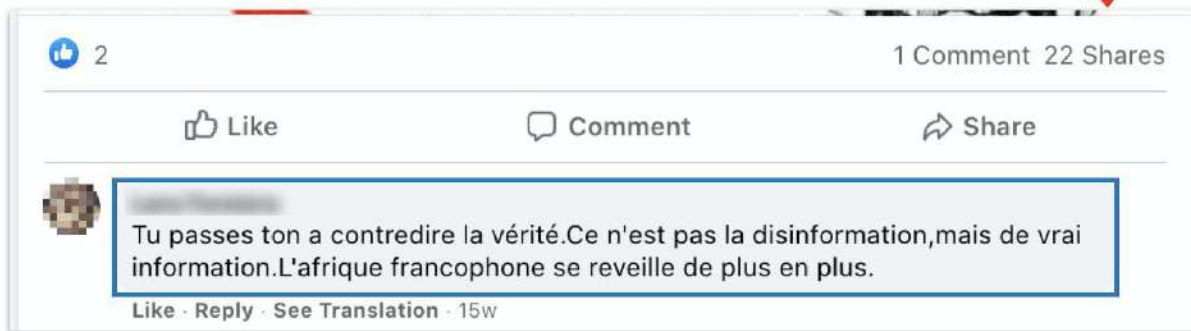 2
1 Comment 22 Shares
Like
Comment
Share
Tu passes ton a contredire la vérité.Ce n'est pas la disinformation,mais de vrai
information.L'afrique francophone se reveille de plus en plus.
Like · Reply · See Translation · 15w